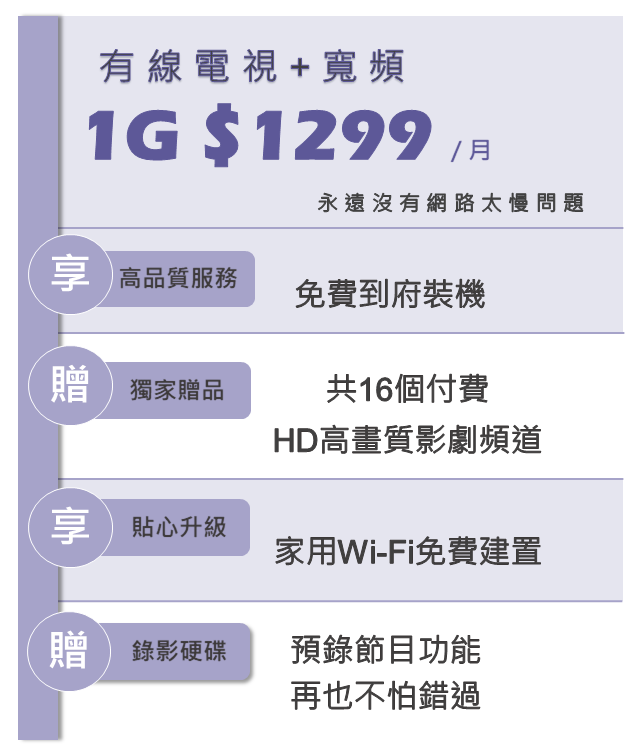 有線電視+寬頻
1G $1299 /月
永遠沒有網路太慢問題
享 高品質服務 免費到府裝機
贈 獨家贈品 共16個付費
HD高畫質影劇頻道
享 貼心升級 家用Wi-Fi免費建置
贈 錄影硬碟 預錄節目功能
再也不怕錯過